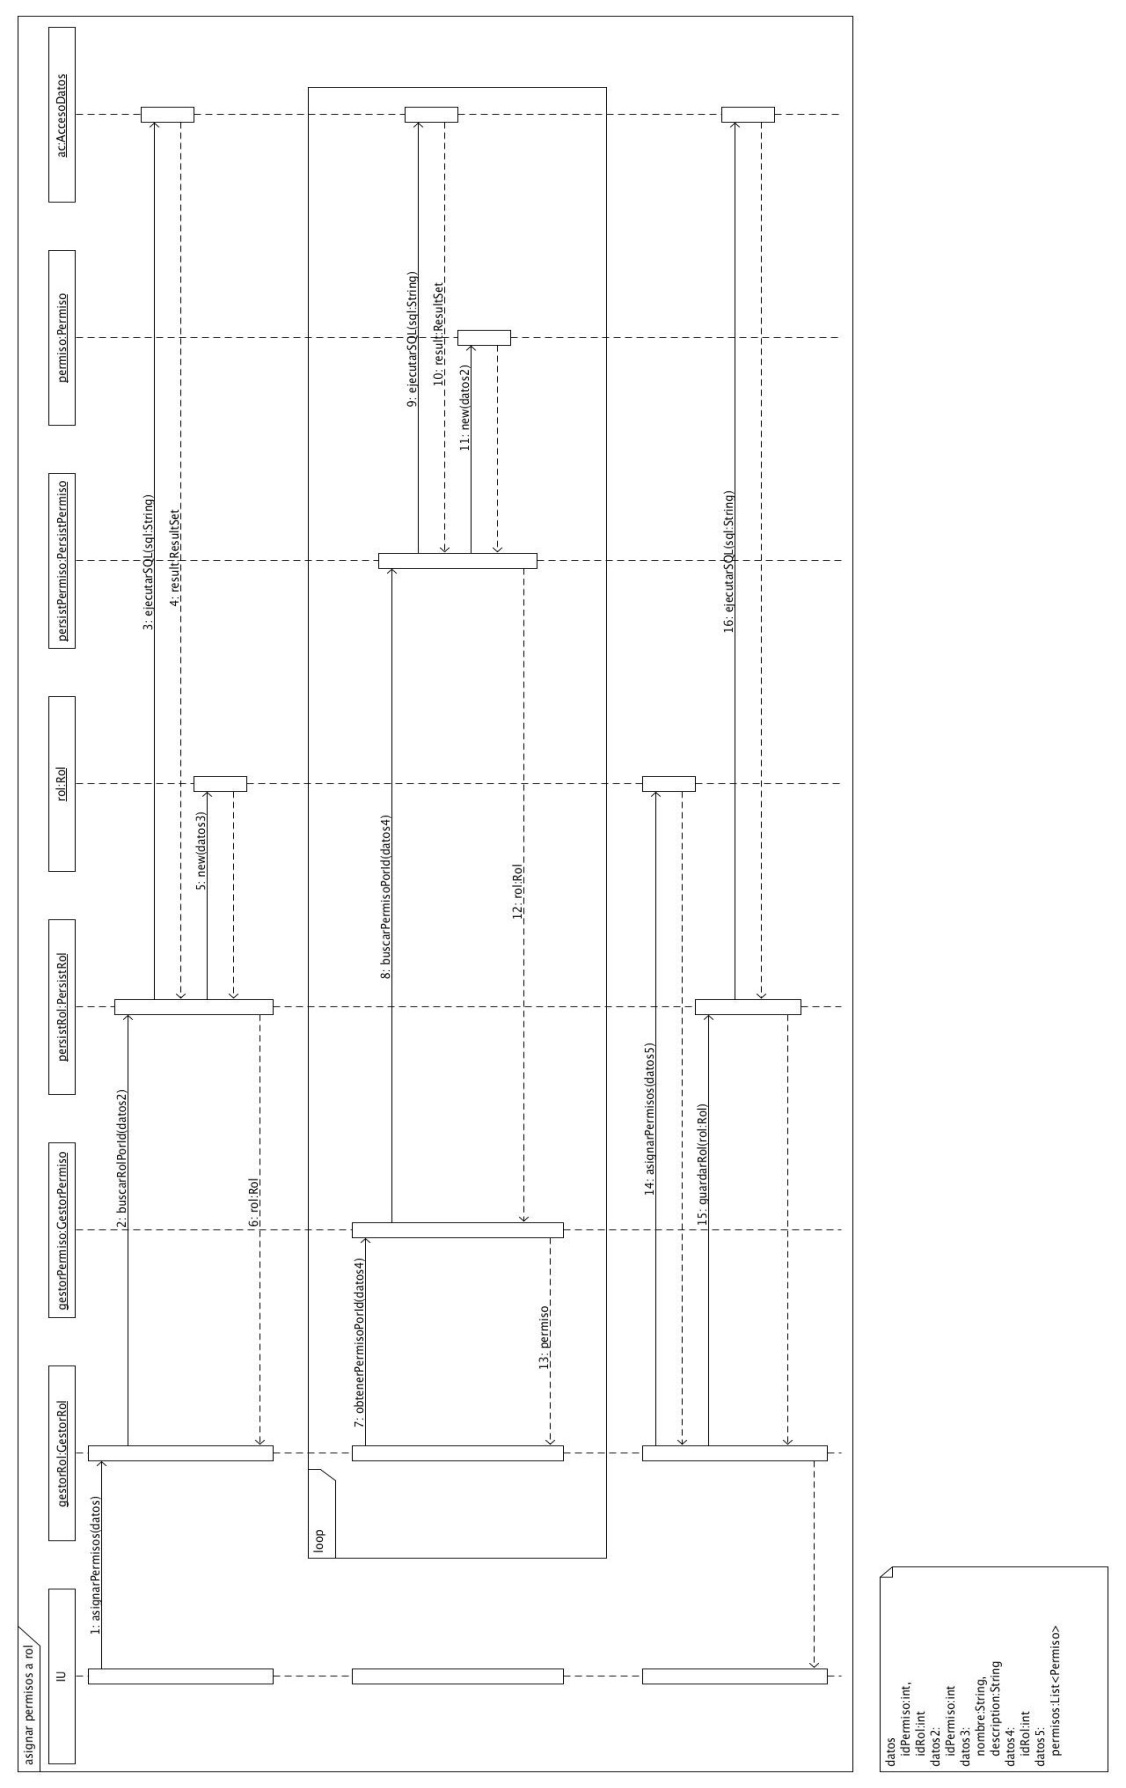 asignar permisos a rol
IU
gestorRol:GestorRol
gestorPermiso:GestorPermiso
persistRol:PersistRol
rol:Rol
persistPermiso:PersistPermiso
permiso:Permiso
ac:AccesoDatos
1: asignarPermisos(datos)
2: buscarRolPorId(datos2)
3: ejecutarSQL(sql:String)
4: result:ResultSet
5: new(datos3)
6: rol:Rol
loop
7: obtenerPermisoPorId(datos4)
8: buscarPermisoPorId(datos4)
9: ejecutarSQL(sql:String)
10: result:ResultSet
11: new(datos2)
12: rol:Rol
13: permiso
14: asignarPermisos(datos5)
15: guardarRol(rol:Rol)
16: ejecutarSQL(sql:String)
datos
idPermiso:int,
idRol:int
datos2:
idPermiso:int
datos3:
nombre:String,
description:String
datos4:
idRol:int
datos5:
permisos:List<Permiso>